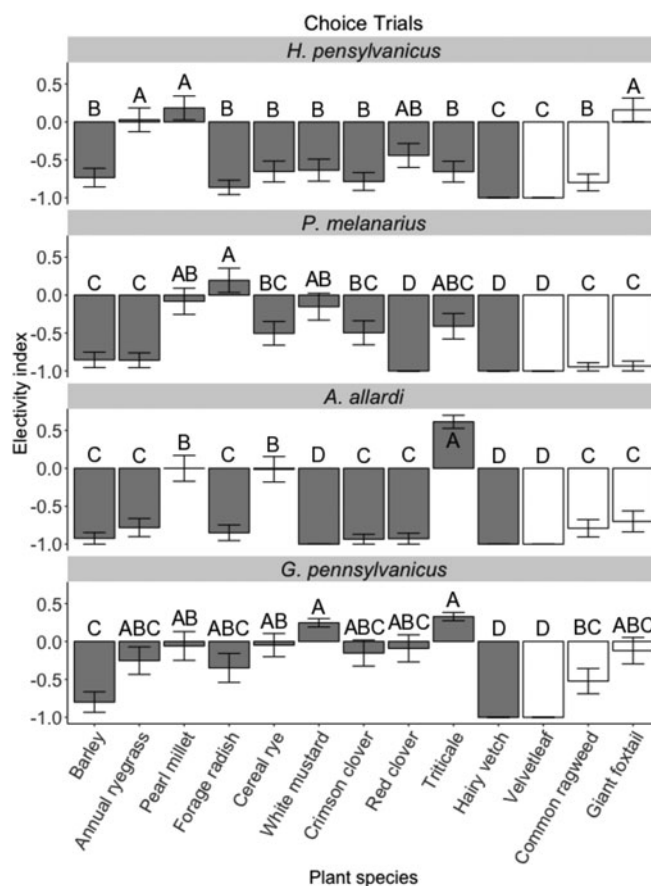 Choice Trials
H. pensylvanicus
0.5
0.0
-0.5
-1.0
B A A B B B B AB B C C B A
P. melanarius
0.5
0.0
-0.5
-1.0
C C AB A BC AB BC D ABC D D C C
A. allardi
0.5
0.0
-0.5
-1.0
C C B C B D C C A D D C C
G. pennsylvanicus
0.5
0.0
-0.5
-1.0
C ABC AB ABC AB A ABC ABC A D D BC ABC
Electivity index
Barley
Annual ryegrass
Pearl millet
Forage radish
Cereal rye
White mustard
Crimson clover
Red clover
Triticale
Hairy vetch
Velvetleaf
Common ragweed
Giant foxtail
Plant species